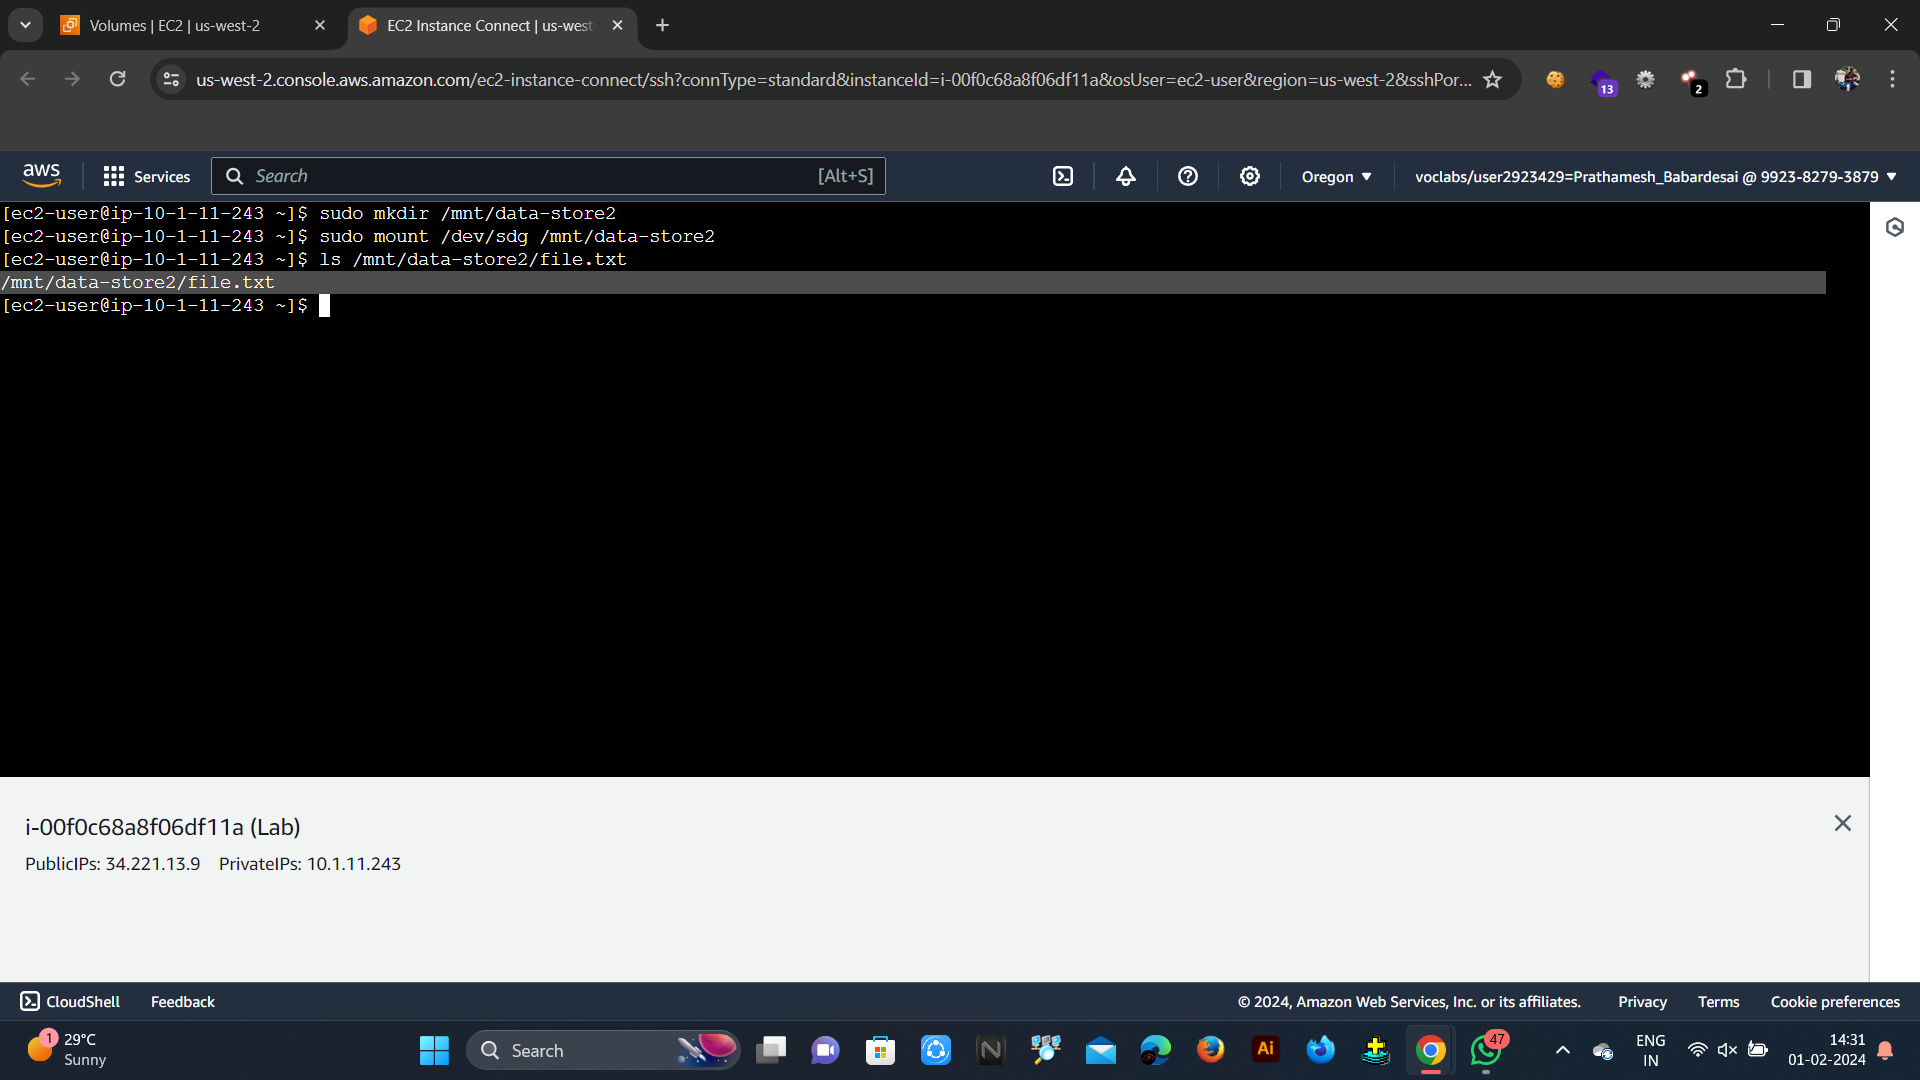 Volumes | EC2 | us-west-2
EC2 Instance Connect | us-west-
us-west-2.console.aws.amazon.com/ec2-instance-connect/ssh?connType=standard&instanceId=i-00f0c68a8f06df11a&osUser=ec2-user&region=us-west-2&sshPor...
13
2
aws
Services
Search
[Alt+S]
Oregon
voclabs/user2923429=Prathamesh_Babardesai @ 9923-8279-3879
[ec2-user@ip-10-1-11-243 ~]$ sudo mkdir /mnt/data-store2
[ec2-user@ip-10-1-11-243 ~]$ sudo mount /dev/sdg /mnt/data-store2
[ec2-user@ip-10-1-11-243 ~]$ ls /mnt/data-store2/file.txt
/mnt/data-store2/file.txt
[ec2-user@ip-10-1-11-243 ~]$
i-00f0c68a8f06df11a (Lab)
PublicIPs: 34.221.13.9 PrivateIPs: 10.1.11.243
CloudShell
Feedback
© 2024, Amazon Web Services, Inc. or its affiliates.
Privacy
Terms
Cookie preferences
1
29°C
Sunny
Search
N
Ai
47
ENG
IN
14:31
01-02-2024